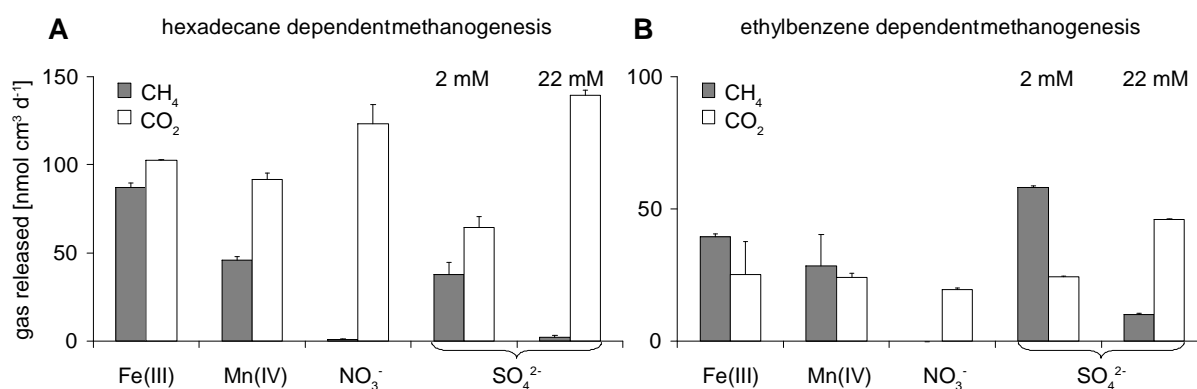 A hexadecane dependentmethanogenesis
gas released [nmol cm³ d⁻¹]
150
100
50
0
CH₄
CO₂
2 mM 22 mM
Fe(III) Mn(IV) NO₃⁻ SO₄²⁻
B ethylbenzene dependentmethanogenesis
100
50
0
CH₄
CO₂
2 mM 22 mM
Fe(III) Mn(IV) NO₃⁻ SO₄²⁻